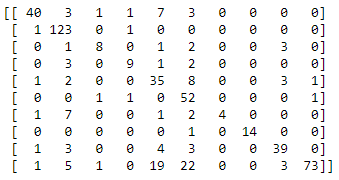 [[ 40 3 1 1 7 3 0 0 0 0]
[ 1 123 0 1 0 0 0 0 0 0]
[ 0 1 8 0 1 2 0 0 3 0]
[ 0 3 0 9 1 2 0 0 0 0]
[ 1 2 0 0 35 8 0 0 3 1]
[ 0 0 1 1 0 52 0 0 0 1]
[ 1 7 0 0 1 2 4 0 0 0]
[ 0 0 0 0 0 1 0 14 0 0]
[ 1 3 0 0 4 3 0 0 39 0]
[ 1 5 1 0 19 22 0 0 3 73]]